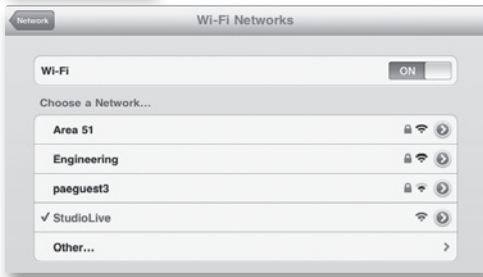 Network
Wi-Fi Networks
Wi-Fi
ON
Choose a Network...
Area 51
Engineering
paeguest3
✓ StudioLive
Other...